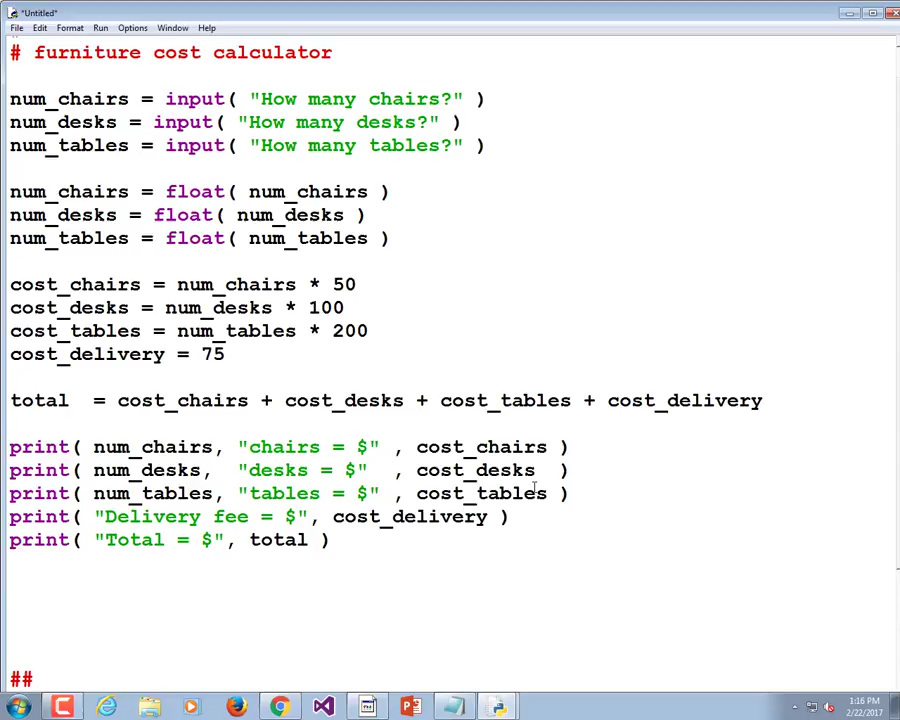 *Untitled*
File Edit Format Run Options Window Help
# furniture cost calculator
num_chairs = input( "How many chairs?" )
num_desks = input( "How many desks?" )
num_tables = input( "How many tables?" )
num_chairs = float( num_chairs )
num_desks = float( num_desks )
num_tables = float( num_tables )
cost_chairs = num_chairs * 50
cost_desks = num_desks * 100
cost_tables = num_tables * 200
cost_delivery = 75
total  = cost_chairs + cost_desks + cost_tables + cost_delivery
print( num_chairs, "chairs = $" , cost_chairs )
print( num_desks,  "desks = $"  , cost_desks  )
print( num_tables, "tables = $" , cost_tables )
print( "Delivery fee = $", cost_delivery )
print( "Total = $", total )
##
1:16 PM
2/22/2017